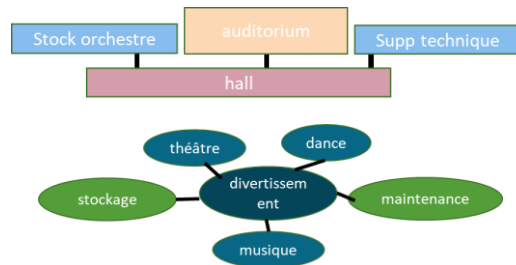 Stock orchestre
auditorium
Supp technique
hall
théâtre
dance
divertissem
ent
stockage
maintenance
musique